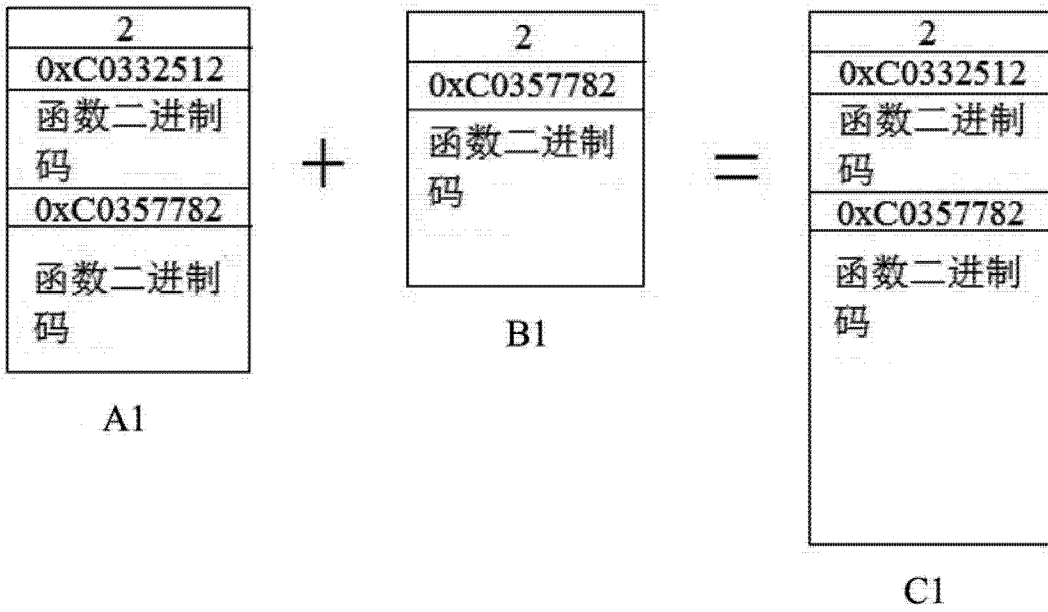 2
0xC0332512
函数二进制
码
0xC0357782
函数二进制
码
A1
+
2
0xC0357782
函数二进制
码
B1
=
2
0xC0332512
函数二进制
码
0xC0357782
函数二进制
码
C1